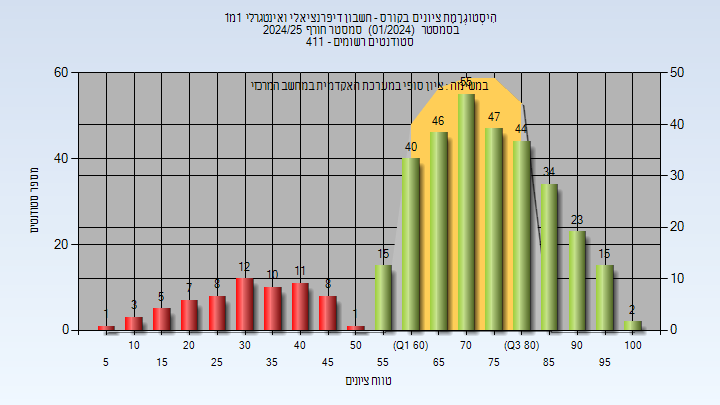 היסטוגְרָמַת ציונים בקורס - חשבון דיפרנציאלי ואינטגרלי 1מ1
בסמסטר (01/2024) סמסטר חורף 2024/25
סטודנטים רשומים - 411
במשימה : ציון סופי במערכת האקדמית במחשב המרכזי
מספר סטודנטים
60 50
40 40
30
20 20
10
0 0
1 3 5 7 8 12 10 11 8 1 15 40 46 55 47 44 34 23 15 2
10 20 30 40 50 (Q1 60) 70 (Q3 80) 90 100
5 15 25 35 45 55 65 75 85 95
טווח ציונים